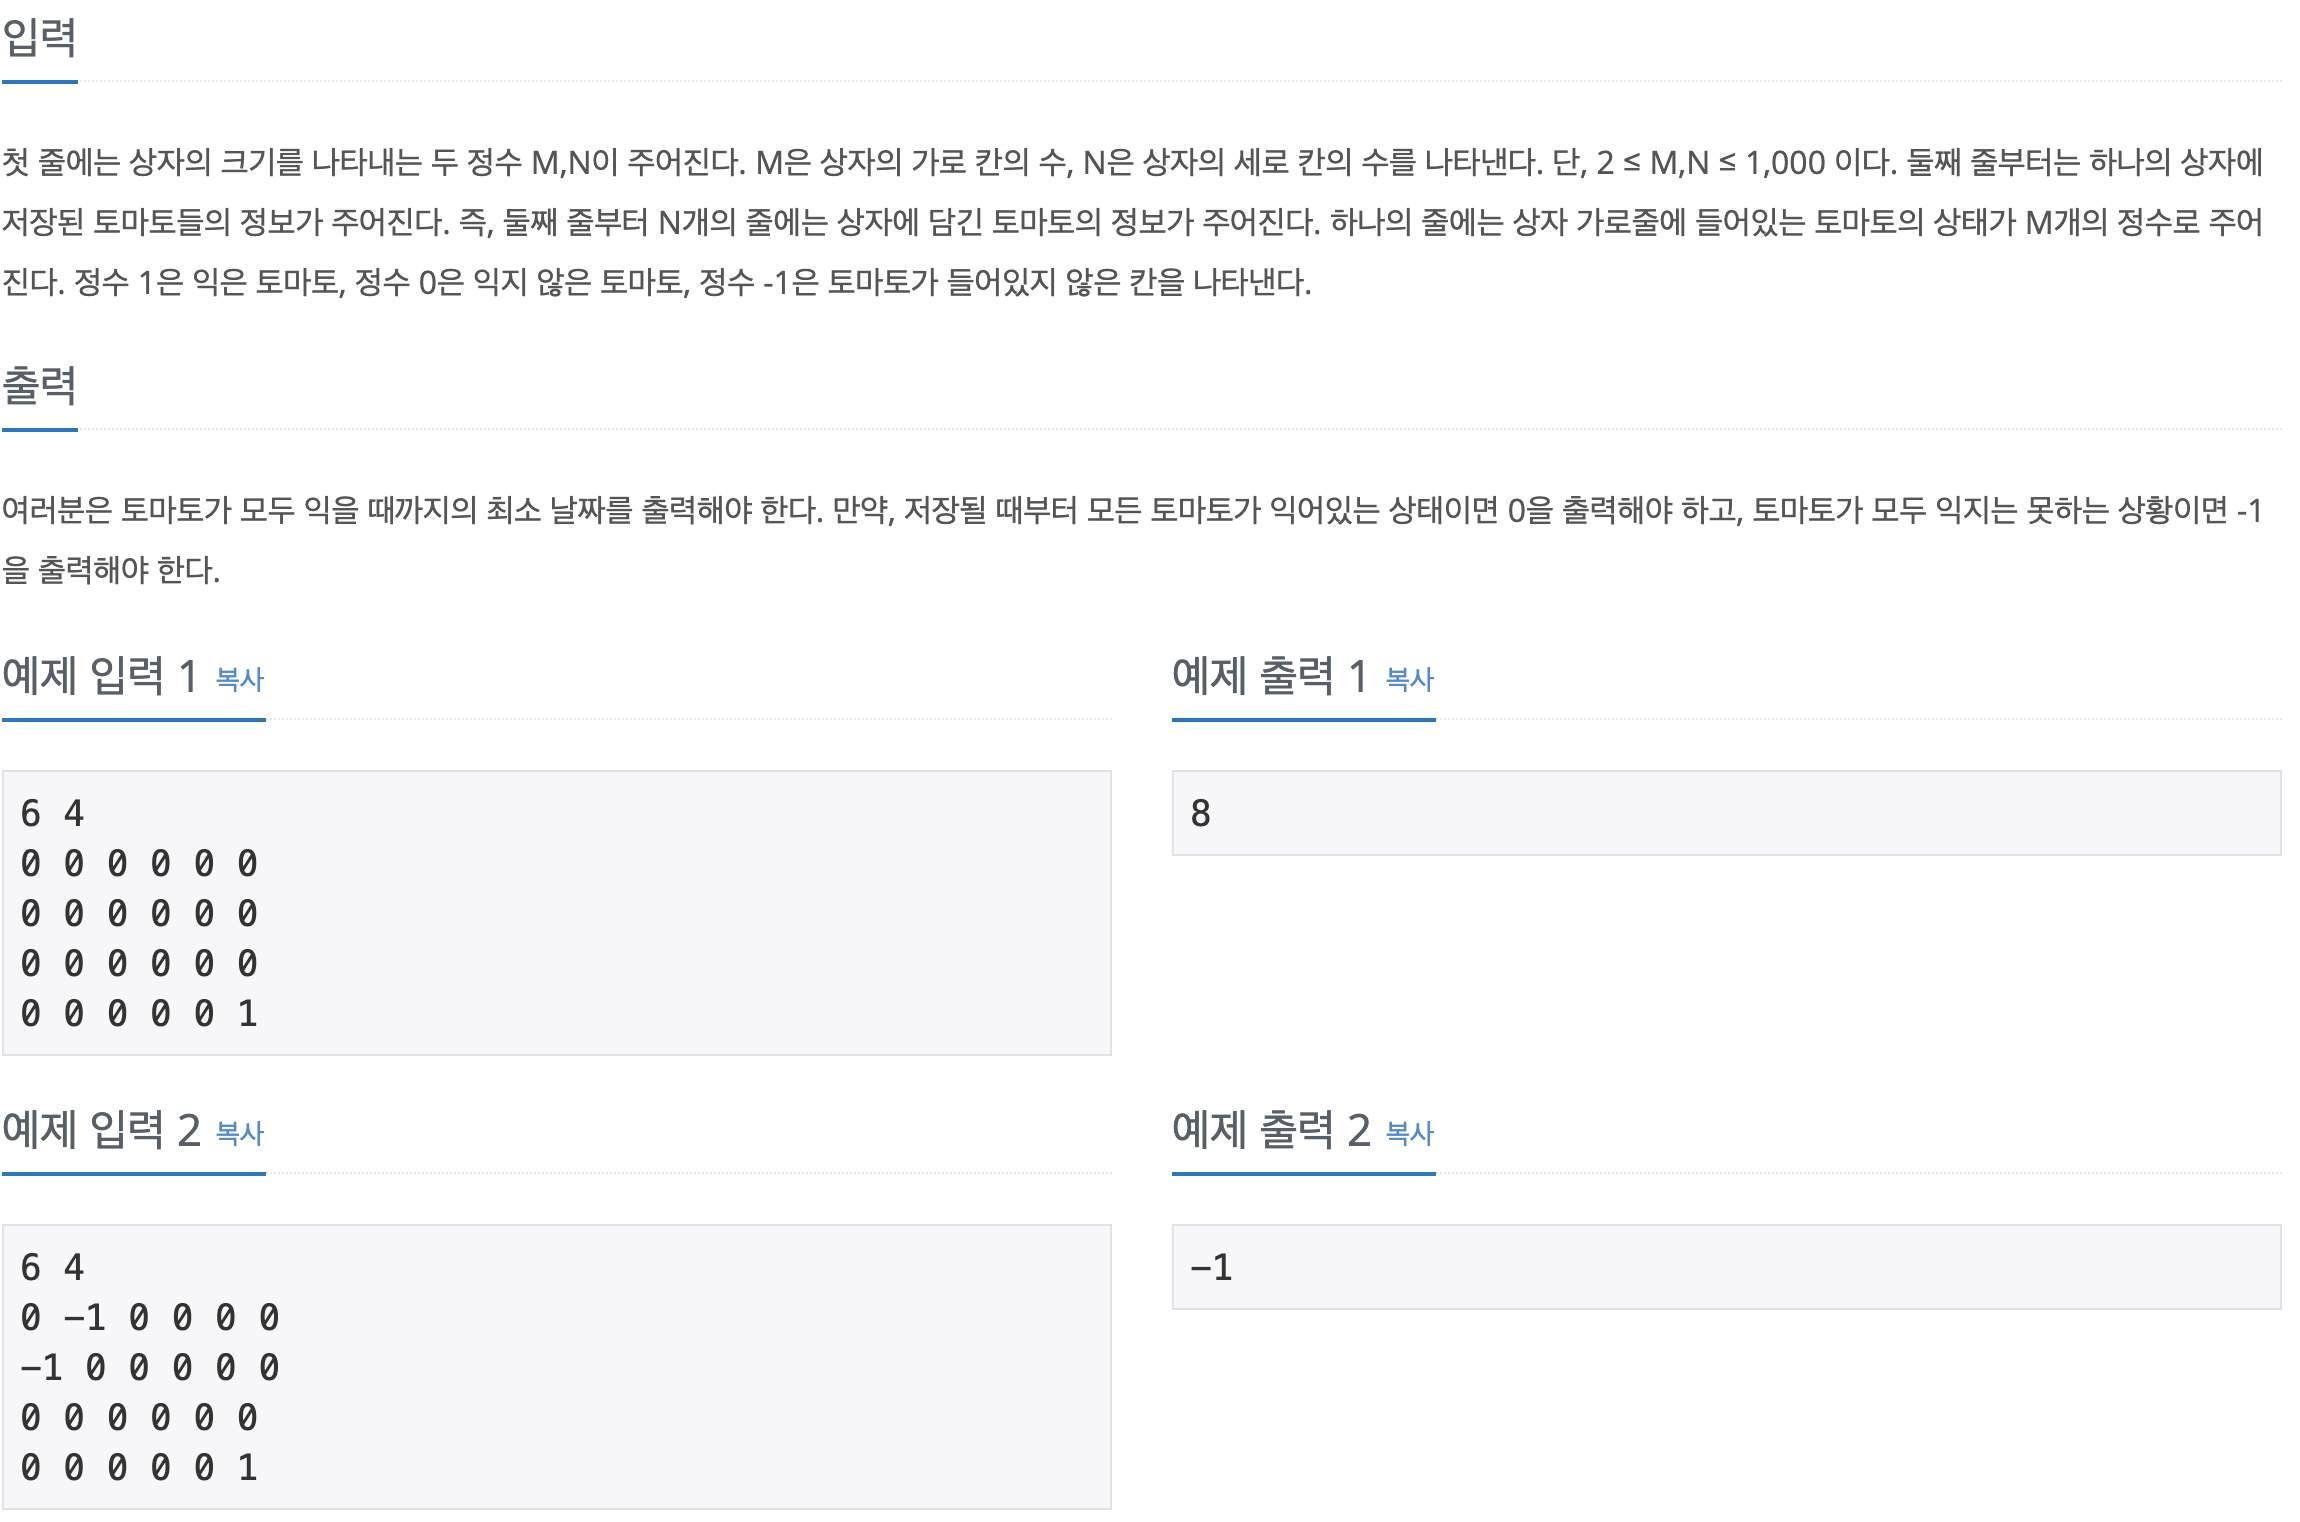 입력
첫 줄에는 상자의 크기를 나타내는 두 정수 M,N이 주어진다. M은 상자의 가로 칸의 수, N은 상자의 세로 칸의 수를 나타낸다. 단, 2 ≤ M,N ≤ 1,000 이다. 둘째 줄부터는 하나의 상자에
저장된 토마토들의 정보가 주어진다. 즉, 둘째 줄부터 N개의 줄에는 상자에 담긴 토마토의 정보가 주어진다. 하나의 줄에는 상자 가로줄에 들어있는 토마토의 상태가 M개의 정수로 주어
진다. 정수 1은 익은 토마토, 정수 0은 익지 않은 토마토, 정수 -1은 토마토가 들어있지 않은 칸을 나타낸다.
출력
여러분은 토마토가 모두 익을 때까지의 최소 날짜를 출력해야 한다. 만약, 저장될 때부터 모든 토마토가 익어있는 상태이면 0을 출력해야 하고, 토마토가 모두 익지는 못하는 상황이면 -1
을 출력해야 한다.
예제 입력 1 복사
6 4
0 0 0 0 0 0
0 0 0 0 0 0
0 0 0 0 0 0
0 0 0 0 0 1
예제 출력 1 복사
8
예제 입력 2 복사
6 4
0 -1 0 0 0 0
-1 0 0 0 0 0
0 0 0 0 0 0
0 0 0 0 0 1
예제 출력 2 복사
-1